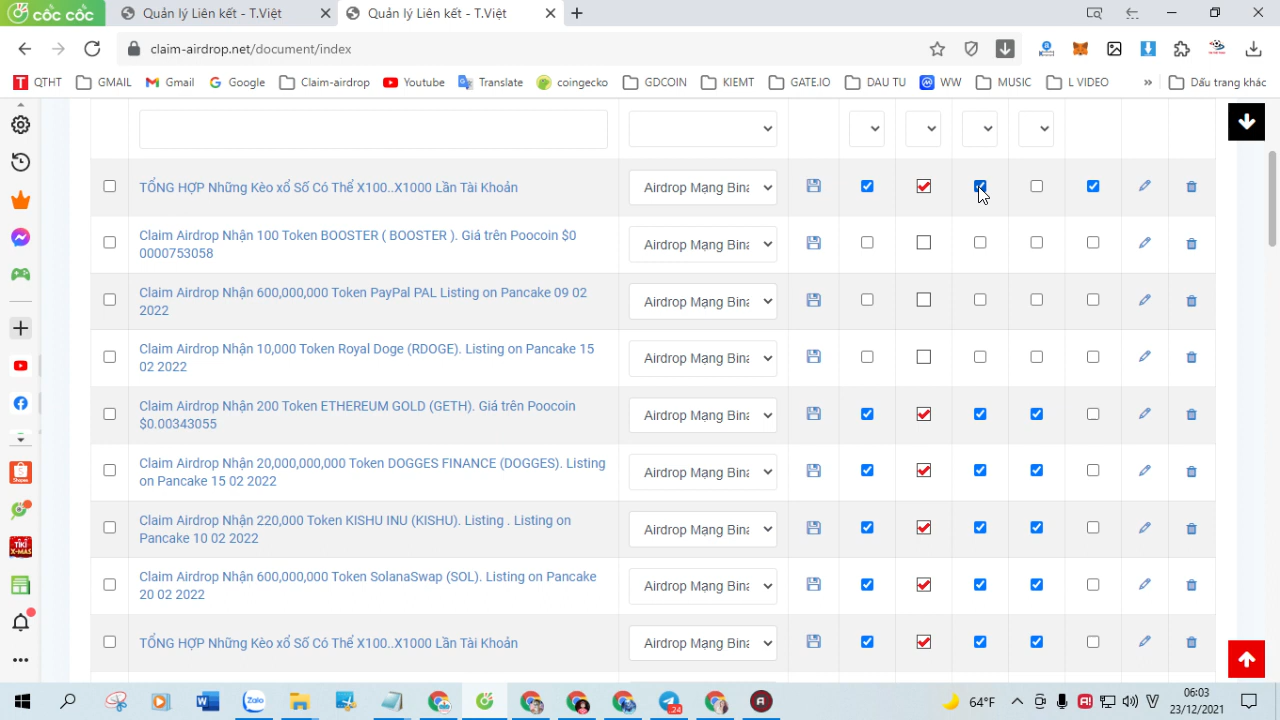 CỐC CỐC
Quản lý kết - T.Việt
Quản lý kết - T.Việt
claim-airdrop.net/document/index
QTHT
GMAIL
Gmail
Google
Claim-airdrop
Youtube
Translate
coingecko
GDCOIN
KIEMT
GATE.IO
DAU TU
WW
MUSIC
L VIDEO
Dấu trang khác
TỔNG HỢP Những Kèo xổ Số Có Thể X100..X1000 Lần Tài Khoản
Airdrop Mạng Bina
Claim Airdrop Nhận 100 Token BOOSTER ( BOOSTER ). Giá trên Poocoin $0
0000753058
Airdrop Mạng Bina
Claim Airdrop Nhận 600,000,000 Token PayPal PAL Listing on Pancake 09 02
2022
Airdrop Mạng Bina
Claim Airdrop Nhận 10,000 Token Royal Doge (RDOGE). Listing on Pancake 15
02 2022
Airdrop Mạng Bina
Claim Airdrop Nhận 200 Token ETHEREUM GOLD (GETH). Giá trên Poocoin
$0.00343055
Airdrop Mạng Bina
Claim Airdrop Nhận 20,000,000,000 Token DOGGES FINANCE (DOGGES). Listing
on Pancake 15 02 2022
Airdrop Mạng Bina
Claim Airdrop Nhận 220,000 Token KISHU INU (KISHU). Listing . Listing on
Pancake 10 02 2022
Airdrop Mạng Bina
Claim Airdrop Nhận 600,000,000 Token SolanaSwap (SOL). Listing on Pancake
20 02 2022
Airdrop Mạng Bina
TỔNG HỢP Những Kèo xổ Số Có Thể X100..X1000 Lần Tài Khoản
Airdrop Mạng Bina
Zalo
24
64°F
06:03
23/12/2021